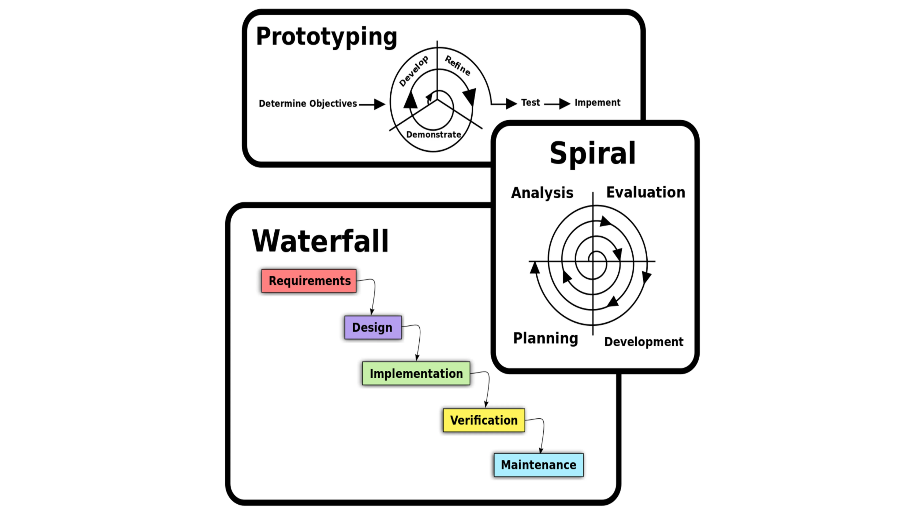 Prototyping
Develop
Refine
Determine Objectives
Test
Impement
Demonstrate
Spiral
Analysis
Evaluation
Planning
Development
Waterfall
Requirements
Design
Implementation
Verification
Maintenance